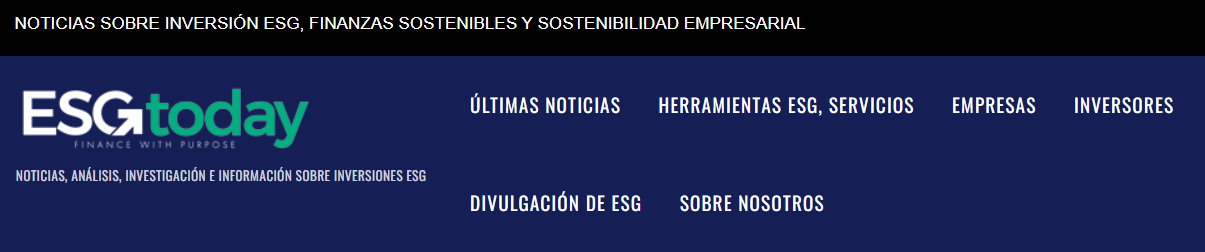 NOTICIAS SOBRE INVERSIÓN ESG, FINANZAS SOSTENIBLES Y SOSTENIBILIDAD EMPRESARIAL
ESGtoday
FINANCE WITH PURPOSE
NOTICIAS, ANÁLISIS, INVESTIGACIÓN E INFORMACIÓN SOBRE INVERSIONES ESG
ÚLTIMAS NOTICIAS HERRAMIENTAS ESG, SERVICIOS EMPRESAS INVERSORES
DIVULGACIÓN DE ESG SOBRE NOSOTROS